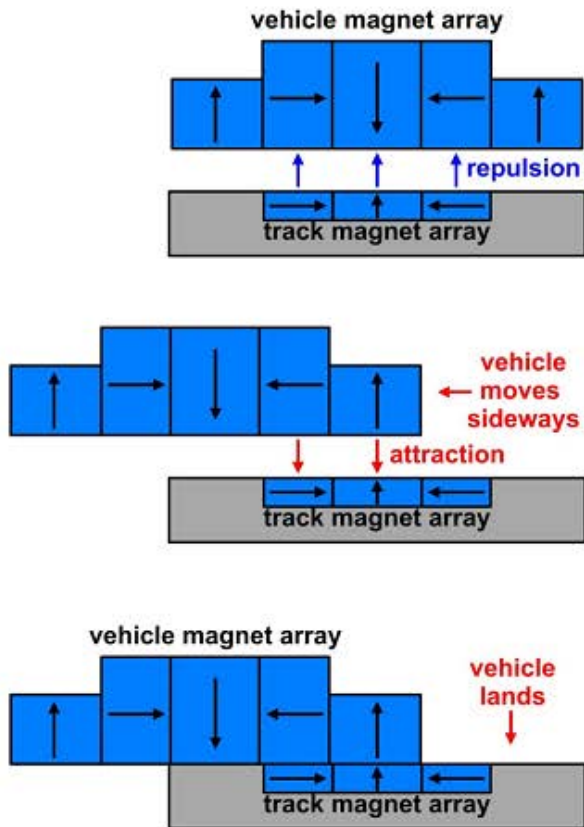 vehicle magnet array
repulsion
track magnet array
vehicle
moves
sideways
attraction
track magnet array
vehicle magnet array
vehicle
lands
track magnet array